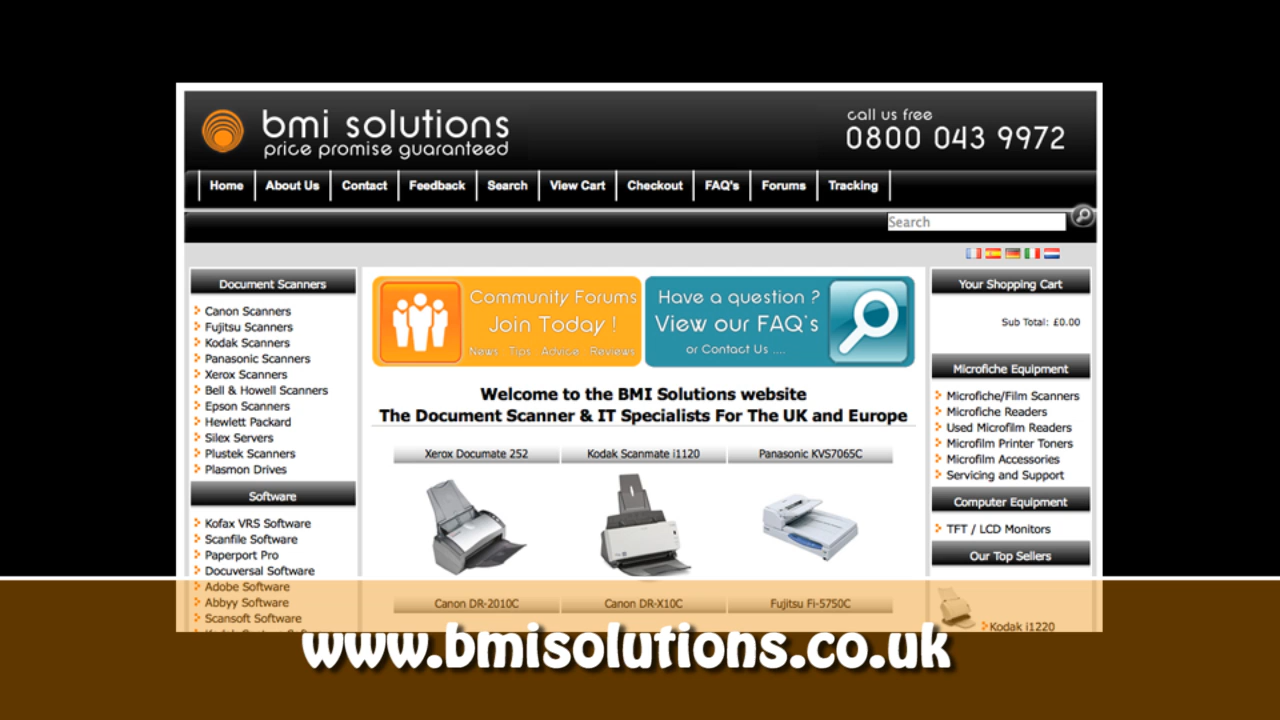 bmi solutions
price promise guaranteed
call us free
0800 043 9972
Home
About Us
Contact
Feedback
Search
View Cart
Checkout
FAQ's
Forums
Tracking
Search
Document Scanners
Canon Scanners
Fujitsu Scanners
Kodak Scanners
Panasonic Scanners
Xerox Scanners
Bell & Howell Scanners
Epson Scanners
Hewlett Packard
Silex Servers
Plustek Scanners
Plasmon Drives
Software
Kofax VRS Software
Scanfile Software
Paperport Pro
Docuversal Software
Adobe Software
Abbyy Software
Scansoft Software
Community Forums
Join Today !
News Tips Advice Reviews
Have a question ?
View our FAQ's
or Contact Us ....
Welcome to the BMI Solutions website
The Document Scanner & IT Specialists For The UK and Europe
Xerox Documate 252
Kodak Scanmate i1120
Panasonic KVS7065C
Canon DR-2010C
Canon DR-X10C
Fujitsu Fi-5750C
Your Shopping Cart
Sub Total: £0.00
Microfiche Equipment
Microfiche/Film Scanners
Microfiche Readers
Used Microfilm Readers
Microfilm Printer Toners
Microfilm Accessories
Servicing and Support
Computer Equipment
TFT / LCD Monitors
Our Top Sellers
Kodak i1220
www.bmisolutions.co.uk